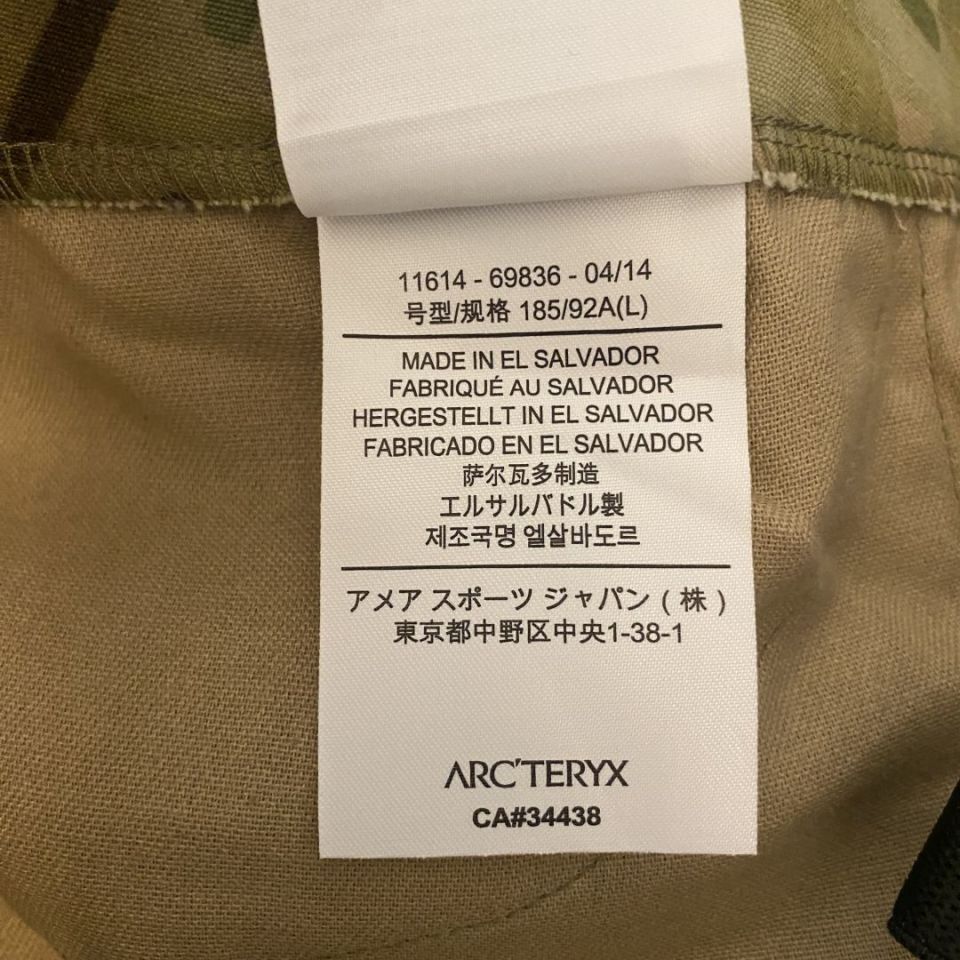 11614 - 69836 - 04/14
号型/规格 185/92A(L)
MADE IN EL SALVADOR
FABRIQUÉ AU SALVADOR
HERGESTELLT IN EL SALVADOR
FABRICADO EN EL SALVADOR
萨尔瓦多制造
エルサルバドル製
제조국명 엘살바도르
アメア スポーツ ジャパン ( 株 )
東京都中野区中央1-38-1
ARC'TERYX
CA#34438